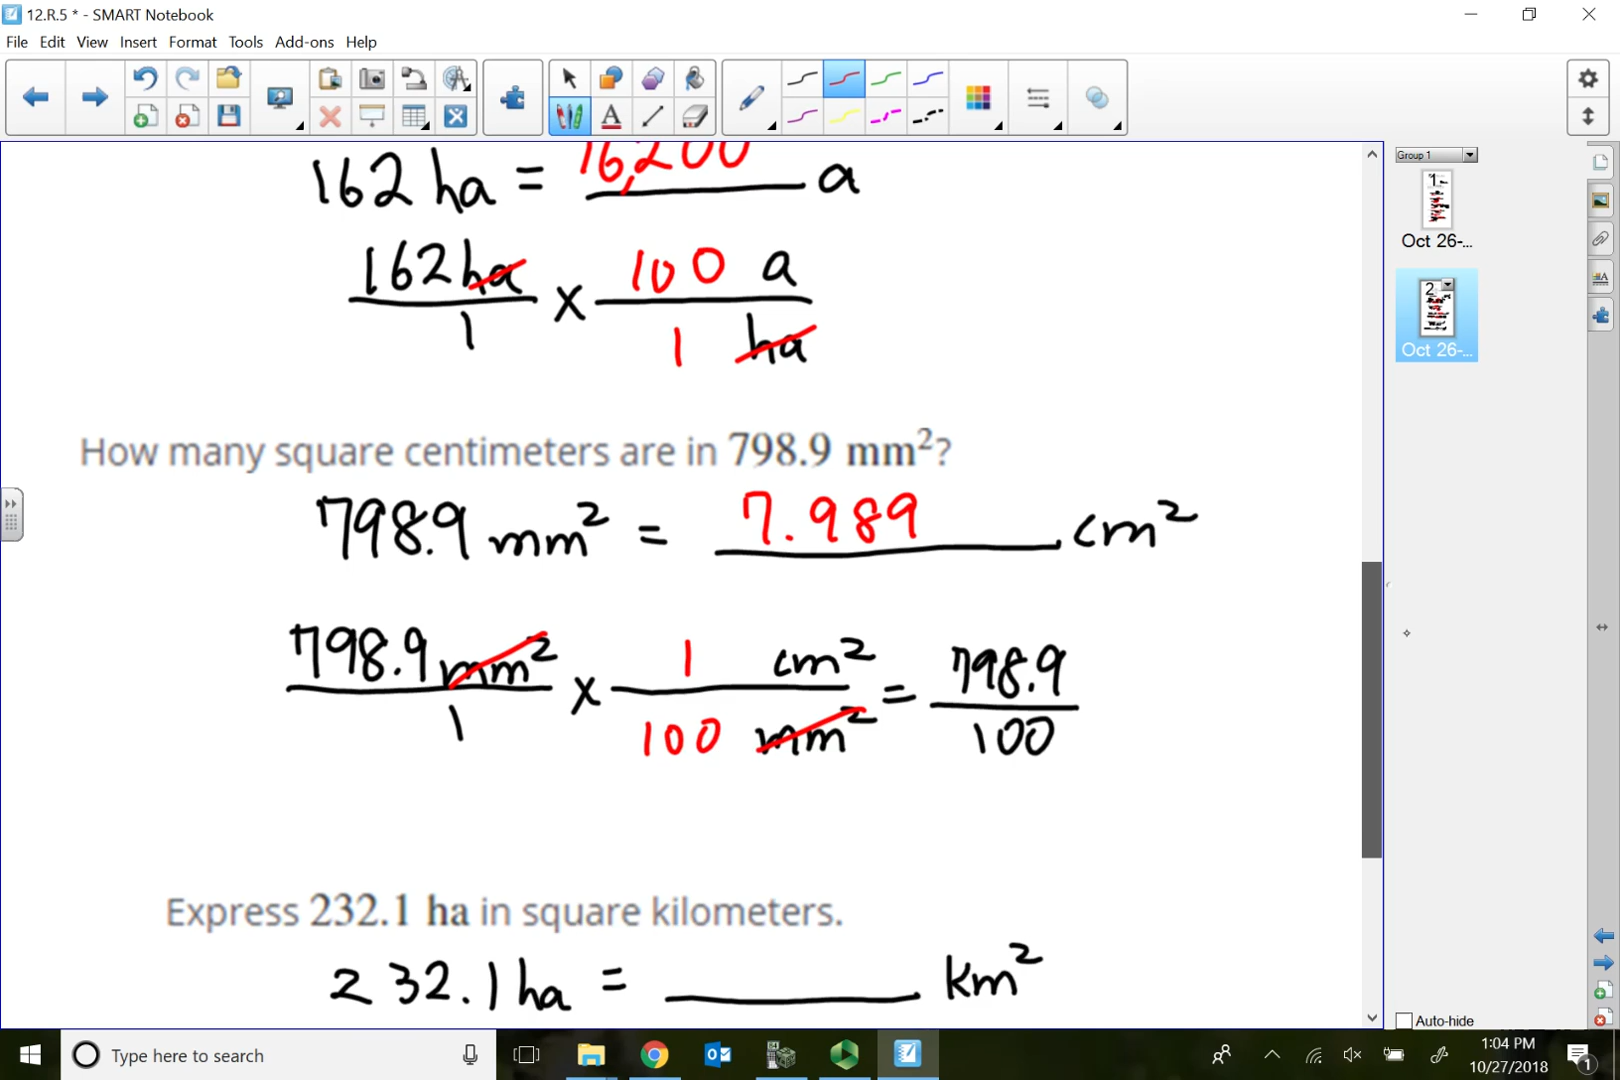 12.R.5 * - SMART Notebook
File Edit View Insert Format Tools Add-ons Help
162 ha = 16,200 a
162 ha × 100 a
1 1 ha
How many square centimeters are in 798.9 mm²?
798.9 mm² = 7.989 cm²
798.9 mm² × 1 cm² = 798.9
1 100 mm² 100
Express 232.1 ha in square kilometers.
232.1 ha = ________ km²
Group 1
1
Oct 26-...
2
Oct 26-...
Auto-hide
Type here to search
1:04 PM
10/27/2018
1